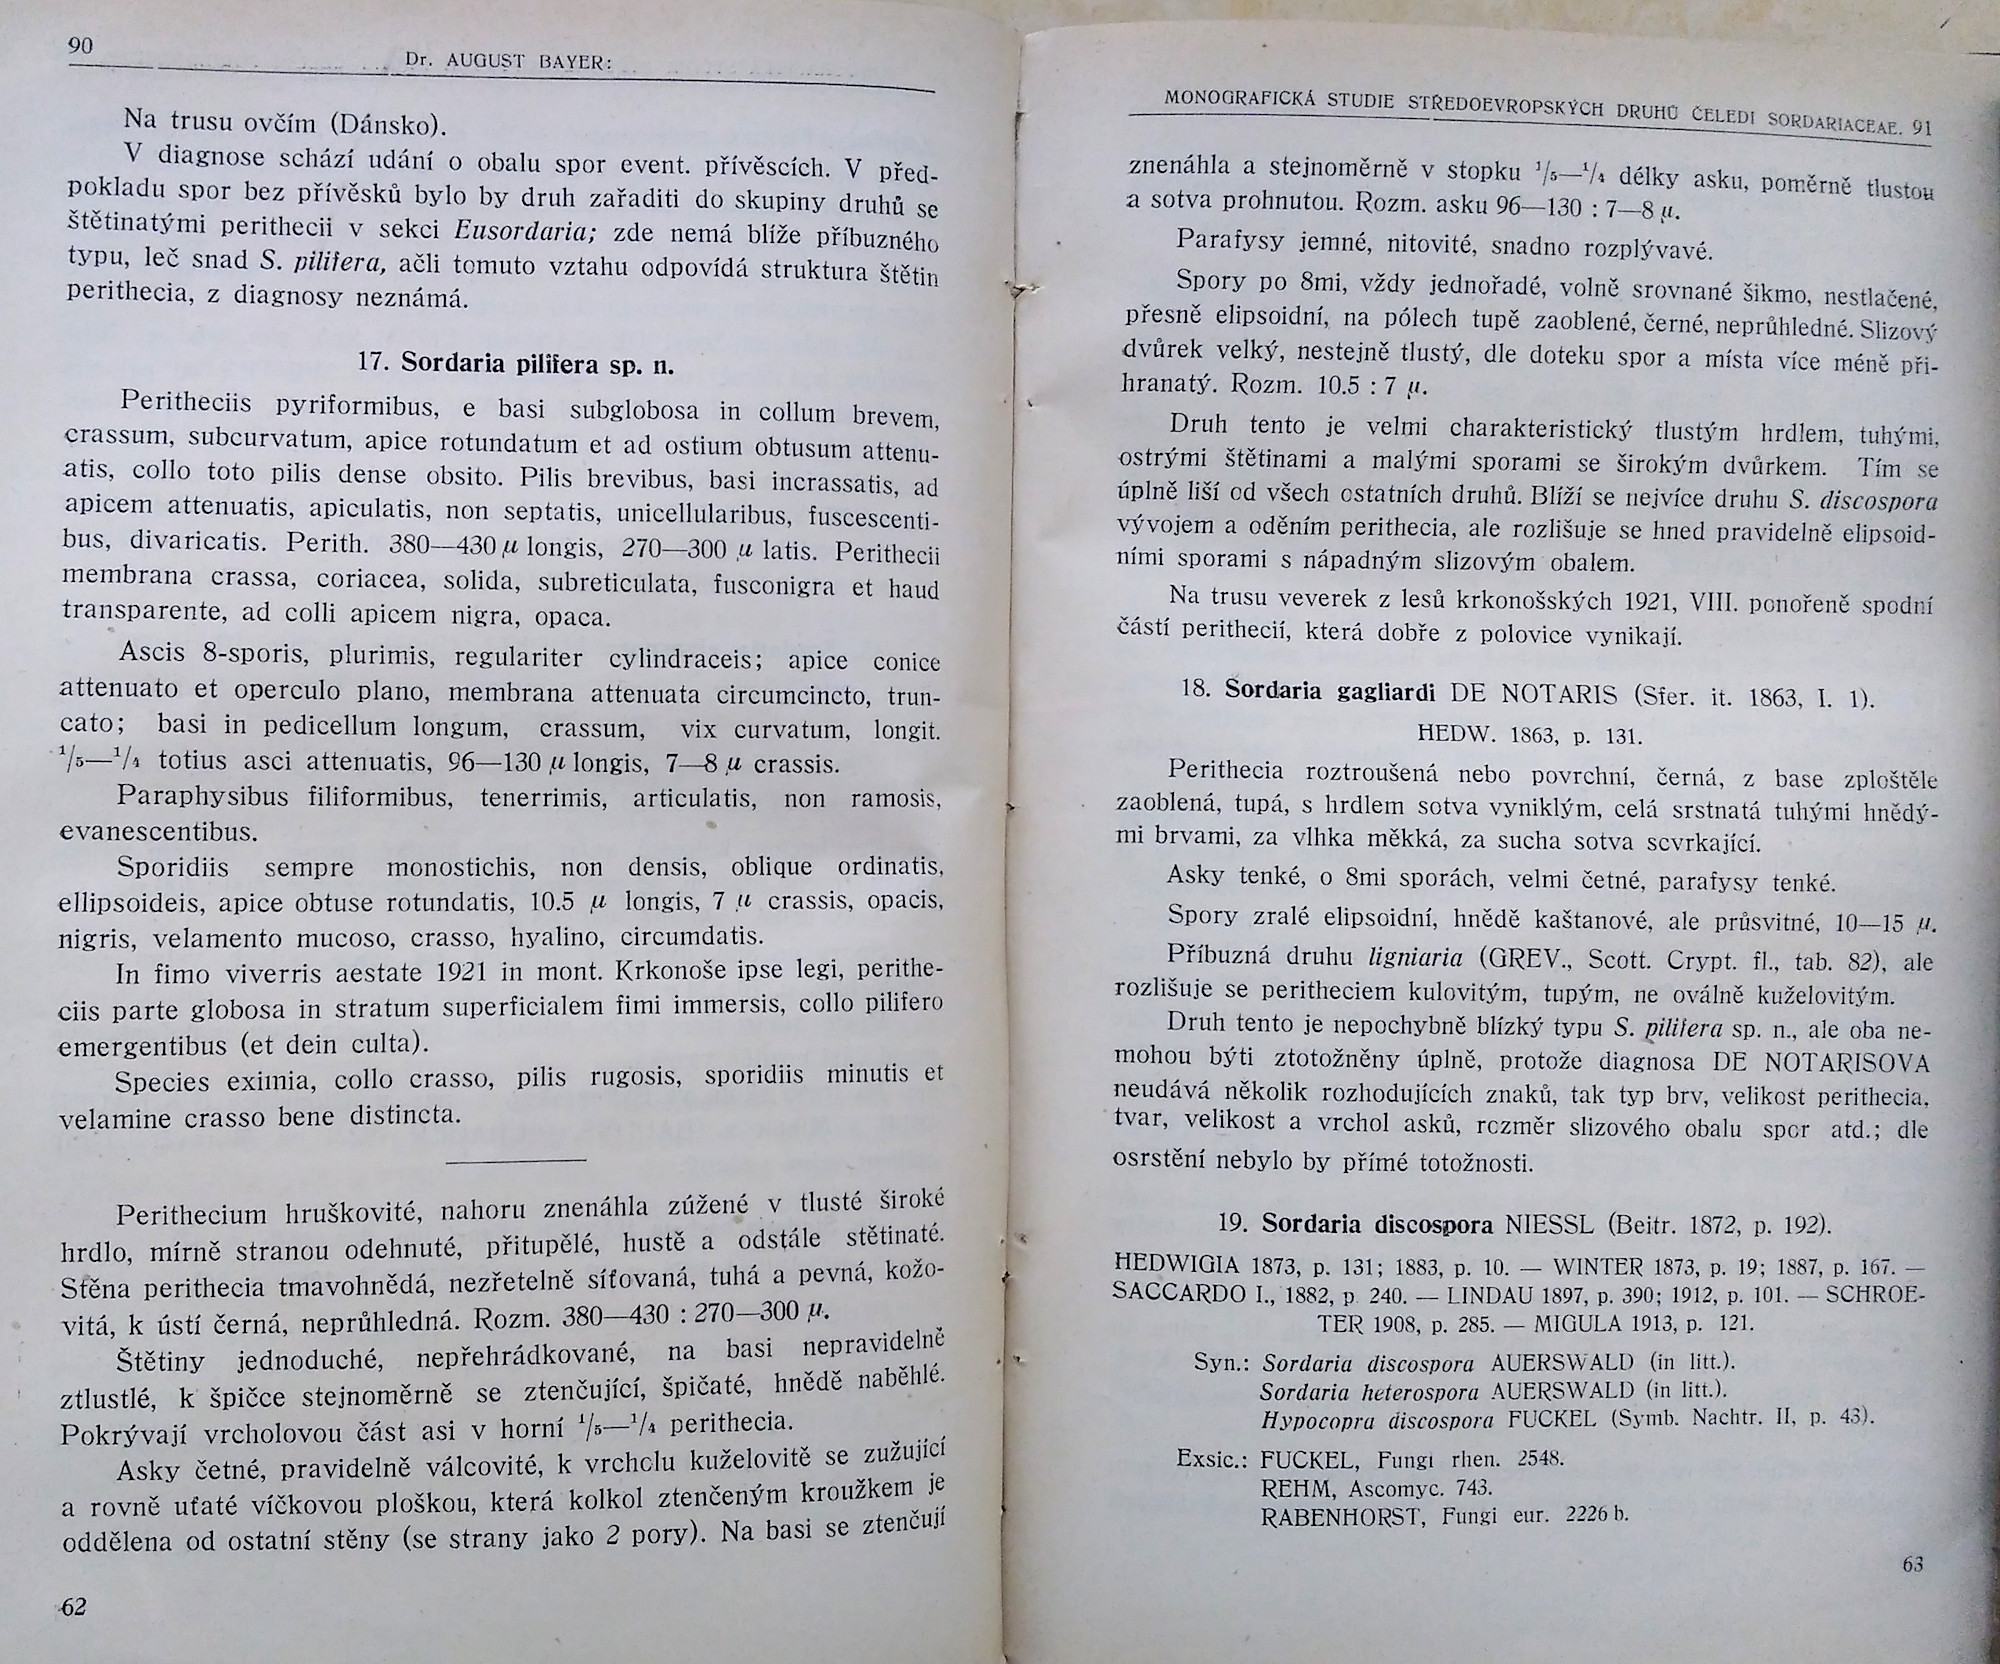 90
Dr. AUGUST BAYER:
Na trusu ovčím (Dánsko).
V diagnose schází udání o obalu spor event. přívěscích. V před-
pokladu spor bez přívěsků bylo by druh zařaditi do skupiny druhů se
štětinatými perithecii v sekci Eusordaria; zde nemá blíže příbuzného
typu, leč snad S. pilifera, ačli tomuto vztahu odpovídá struktura štětin
perithecia, z diagnosy neznámá.
17. Sordaria pilifera sp. n.
Peritheciis pyriformibus, e basi subglobosa in collum brevem,
crassum, subcurvatum, apice rotundatum et ad ostium obtusum attenu-
atis, collo toto pilis dense obsito. Pilis brevibus, basi incrassatis, ad
apicem attenuatis, apiculatis, non septatis, unicellularibus, fuscescenti-
bus, divaricatis. Perith. 380—430 µ longis, 270—300 µ latis. Perithecii
membrana crassa, coriacea, solida, subreticulata, fusconigra et haud
transparente, ad colli apicem nigra, opaca.
Ascis 8-sporis, plurimis, regulariter cylindraceis; apice conice
attenuato et operculo plano, membrana attenuata circumcincto, trun-
cato; basi in pedicellum longum, crassum, vix curvatum, longit.
1/5—1/4 totius asci attenuatis, 96—130 µ longis, 7—8 µ crassis.
Paraphysibus filiformibus, tenerrimis, articulatis, non ramosis,
evanescentibus.
Sporidiis sempre monostichis, non densis, oblique ordinatis,
ellipsoideis, apice obtuse rotundatis, 10.5 µ longis, 7 µ crassis, opacis,
nigris, velamento mucoso, crasso, hyalino, circumdatis.
In fimo viverris aestate 1921 in mont. Krkonoše ipse legi, perithe-
ciis parte globosa in stratum superficialem fimi immersis, collo pilifero
emergentibus (et dein culta).
Species eximia, collo crasso, pilis rugosis, sporidiis minutis et
velamine crasso bene distincta.
Perithecium hruškovité, nahoru znenáhla zúžené v tlusté široké
hrdlo, mírně stranou odehnuté, přitupělé, hustě a odstále stětinaté.
Stěna perithecia tmavohnědá, nezřetelně síťovaná, tuhá a pevná, kožo-
vitá, k ústí černá, neprůhledná. Rozm. 380—430 : 270—300 µ.
Štětiny jednoduché, nepřehrádkované, na basi nepravidelně
ztlustlé, k špičce stejnoměrně se ztenčující, špičaté, hnědě naběhlé.
Pokrývají vrcholovou část asi v horní 1/5—1/4 perithecia.
Asky četné, pravidelně válcovité, k vrcholu kuželovitě se zužující
a rovně uťaté víčkovou ploškou, která kolkol ztenčeným kroužkem je
oddělena od ostatní stěny (se strany jako 2 pory). Na basi se ztenčují
62
MONOGRAFICKÁ STUDIE STŘEDOEVROPSKÝCH DRUHŮ ČELEDI SORDARIACEAE. 91
znenáhla a stejnoměrně v stopku 1/5—1/4 délky asku, poměrně tlustou
a sotva prohnutou. Rozm. asku 96—130 : 7—8 µ.
Parafysy jemné, nitovité, snadno rozplývavé.
Spory po 8mi, vždy jednořadé, volně srovnané šikmo, nestlačené,
přesně elipsoidní, na pólech tupě zaoblené, černé, neprůhledné. Slizový
dvůrek velký, nestejně tlustý, dle doteku spor a místa více méně při-
hranatý. Rozm. 10.5 : 7 µ.
Druh tento je velmi charakteristický tlustým hrdlem, tuhými,
ostrými štětinami a malými sporami se širokým dvůrkem. Tím se
úplně liší od všech ostatních druhů. Blíží se nejvíce druhu S. discospora
vývojem a oděním perithecia, ale rozlišuje se hned pravidelně elipsoid-
ními sporami s nápadným slizovým obalem.
Na trusu veverek z lesů krkonošských 1921, VIII. ponořeně spodní
částí perithecií, která dobře z polovice vynikají.
18. Sordaria gagliardi DE NOTARIS (Sfer. it. 1863, I. 1).
HEDW. 1863, p. 131.
Perithecia roztroušená nebo povrchní, černá, z base zploštěle
zaoblená, tupá, s hrdlem sotva vyniklým, celá srstnatá tuhými hnědý-
mi brvami, za vlhka měkká, za sucha sotva scvrkající.
Asky tenké, o 8mi sporách, velmi četné, parafysy tenké.
Spory zralé elipsoidní, hnědě kaštanové, ale průsvitné, 10—15 µ.
Příbuzná druhu ligniaria (GREV., Scott. Crypt. fl., tab. 82), ale
rozlišuje se peritheciem kulovitým, tupým, ne oválně kuželovitým.
Druh tento je nepochybně blízký typu S. pilifera sp. n., ale oba ne-
mohou býti ztotožněny úplně, protože diagnosa DE NOTARISOVA
neudává několik rozhodujících znaků, tak typ brv, velikost perithecia,
tvar, velikost a vrchol asků, rozměr slizového obalu spor atd.; dle
osrstění nebylo by přímé totožnosti.
19. Sordaria discospora NIESSL (Beitr. 1872, p. 192).
HEDWIGIA 1873, p. 131; 1883, p. 10. — WINTER 1873, p. 19; 1887, p. 167. —
SACCARDO I., 1882, p. 240. — LINDAU 1897, p. 390; 1912, p. 101. — SCHROE-
TER 1908, p. 285. — MIGULA 1913, p. 121.
Syn.: Sordaria discospora AUERSWALD (in litt.).
Sordaria heterospora AUERSWALD (in litt.).
Hypocopra discospora FUCKEL (Symb. Nachtr. II, p. 43).
Exsic.: FUCKEL, Fungi rhen. 2548.
REHM, Ascomyc. 743.
RABENHORST, Fungi eur. 2226 b.
63